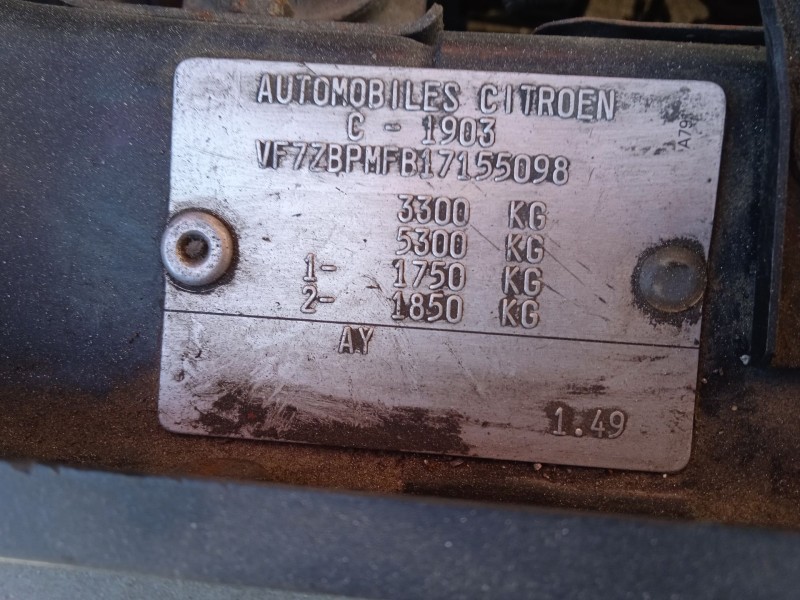 AUTOMOBILES CITROEN
C - 1903
VF7ZBPMFB17155098
3300 KG
5300 KG
1- 1750 KG
2- 1850 KG
AY
1.49